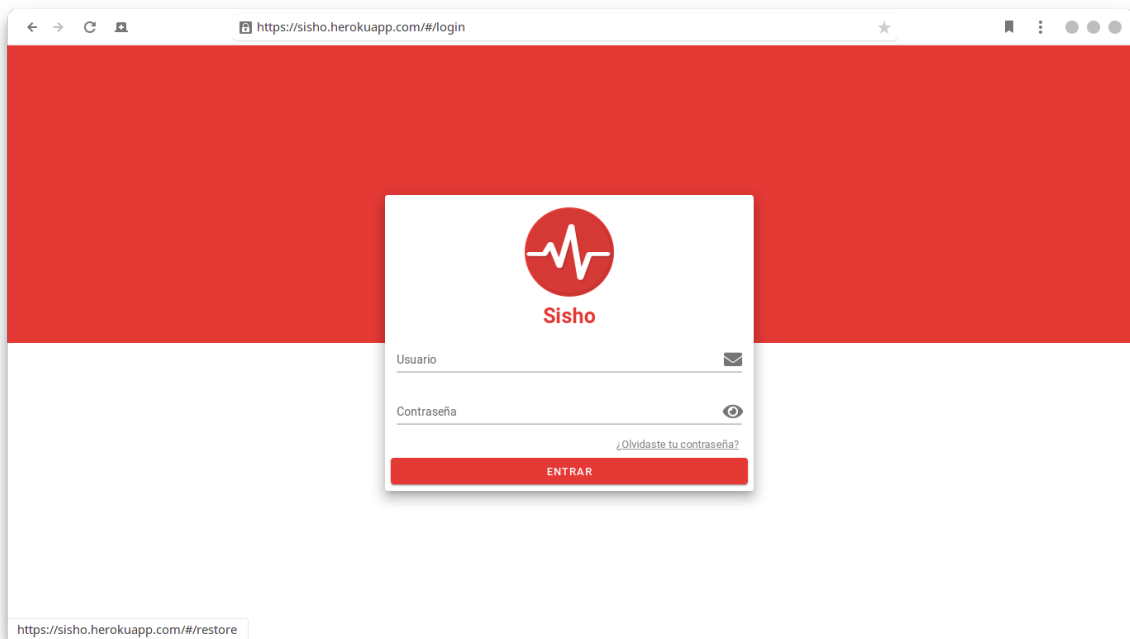 https://sisho.herokuapp.com/#/login
Sisho
Usuario
Contraseña
¿Olvidaste tu contraseña?
ENTRAR
https://sisho.herokuapp.com/#/restore